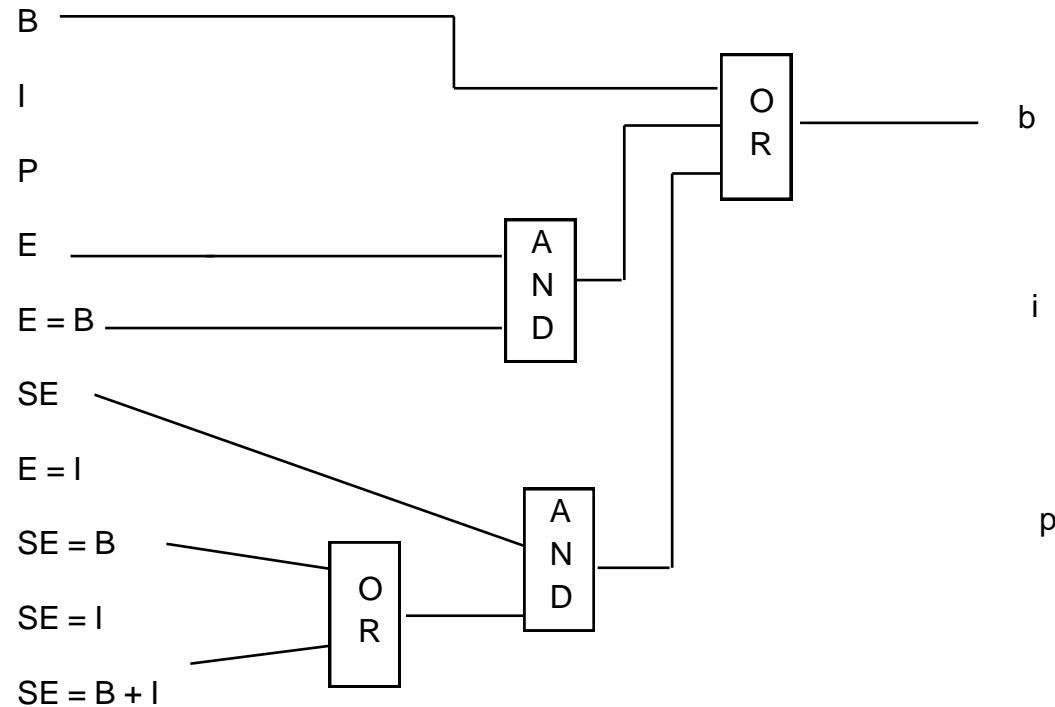 B
I
P
E
E = B
SE
E = I
SE = B
SE = I
SE = B + I
O
R
A
N
D
A
N
D
O
R
b
i
p